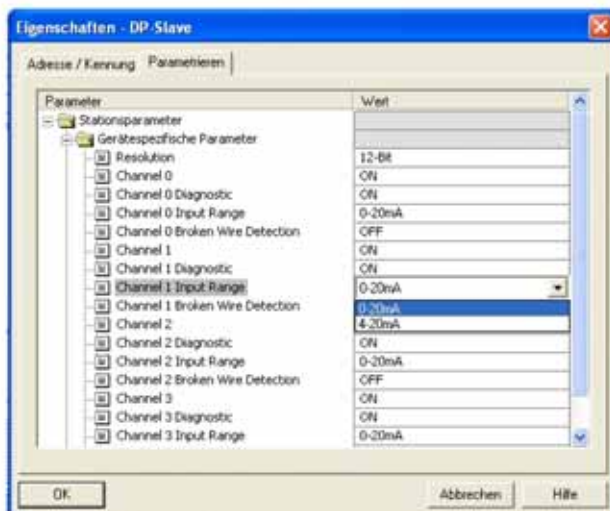 Eigenschaften - DP-Slave
Adresse / Kennung Parametrieren
Parameter Wert
Stationsparameter
Gerätespezifische Parameter
Resolution 12-Bit
Channel 0 ON
Channel 0 Diagnostic ON
Channel 0 Input Range 0-20mA
Channel 0 Broken Wire Detection OFF
Channel 1 ON
Channel 1 Diagnostic ON
Channel 1 Input Range 0-20mA
Channel 1 Broken Wire Detection 0-20mA
Channel 2 4-20mA
Channel 2 Diagnostic ON
Channel 2 Input Range 0-20mA
Channel 2 Broken Wire Detection OFF
Channel 3 ON
Channel 3 Diagnostic ON
Channel 3 Input Range 0-20mA
OK Abbrechen Hilfe